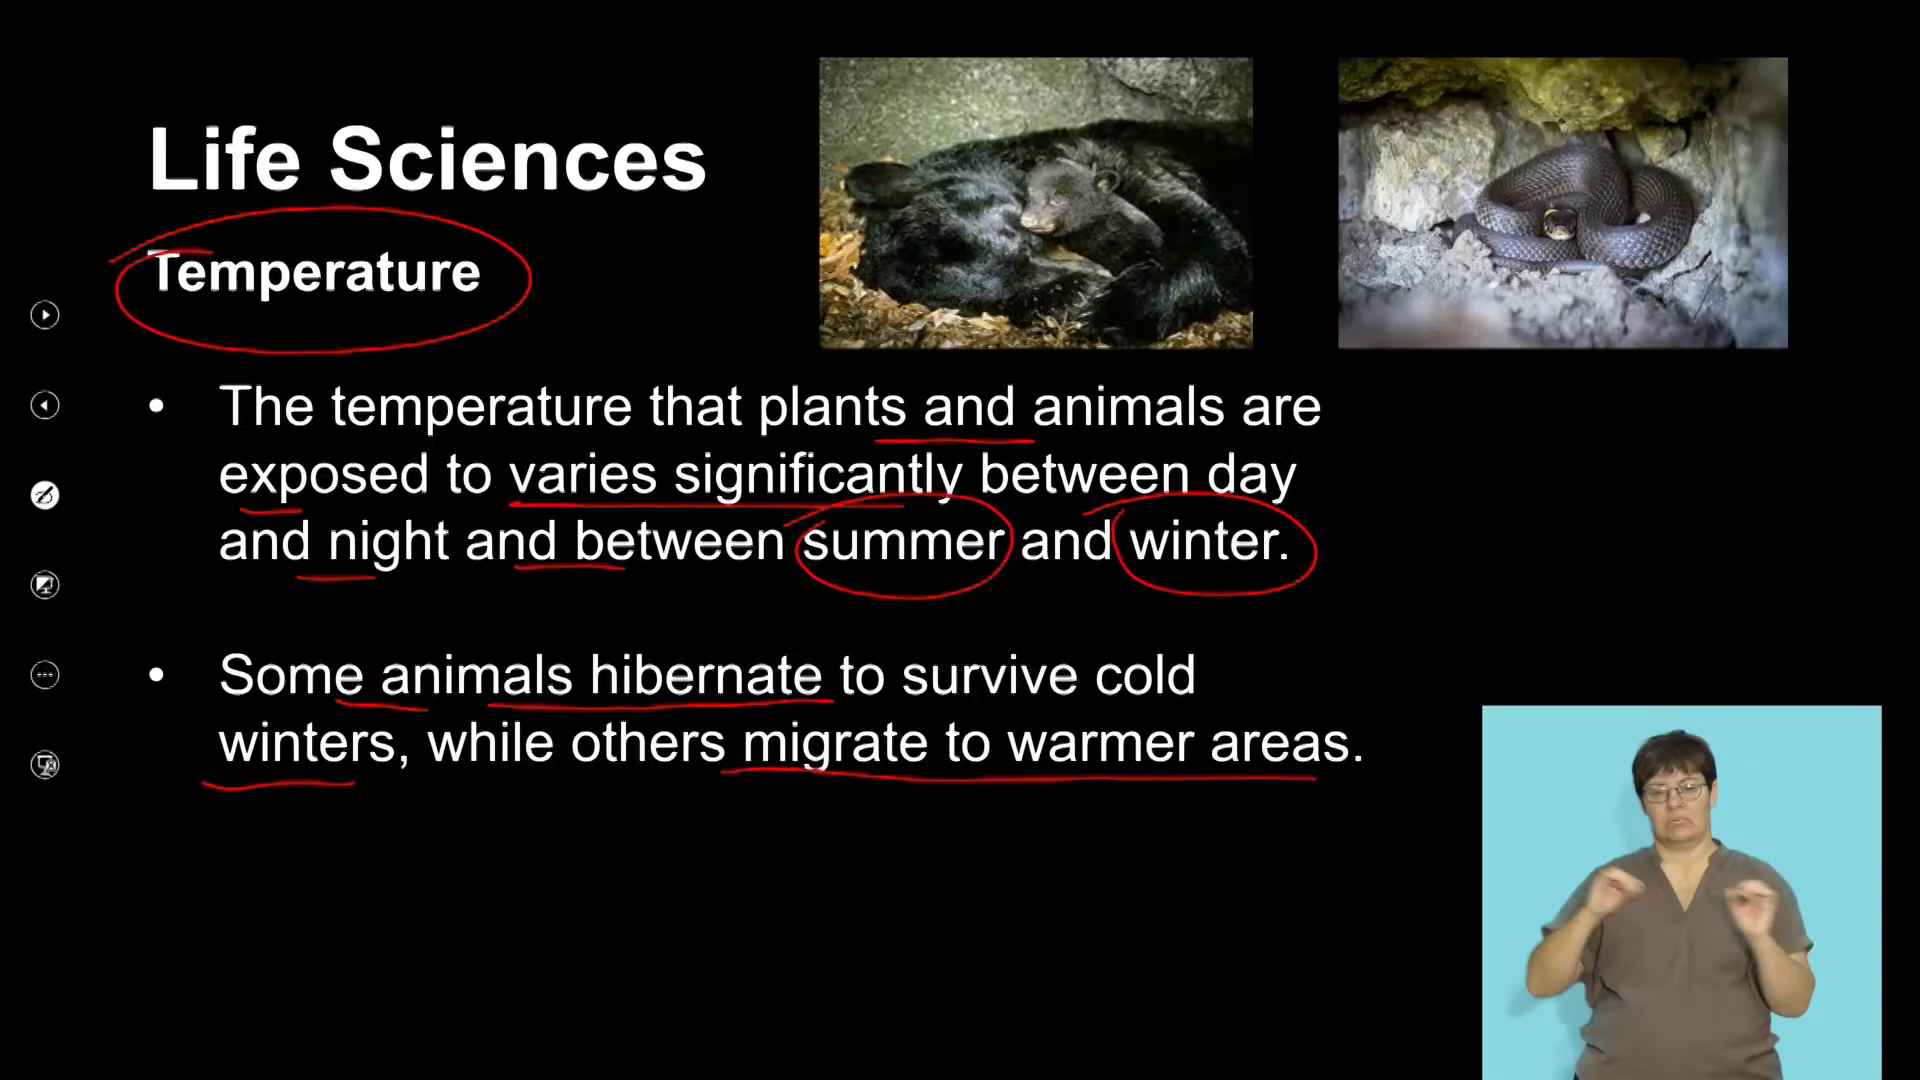 Life Sciences
Temperature
• The temperature that plants and animals are
exposed to varies significantly between day
and night and between summer and winter.
• Some animals hibernate to survive cold
winters, while others migrate to warmer areas.